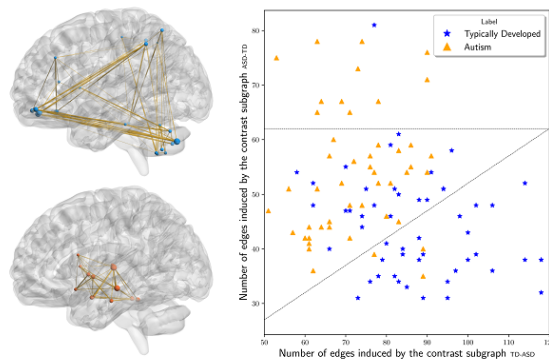 Number of edges induced by the contrast subgraph ASD-TD
80
70
60
50
40
30
Label
Typically Developed
Autism
50
60
70
80
90
100
110
12
Number of edges induced by the contrast subgraph TD-ASD